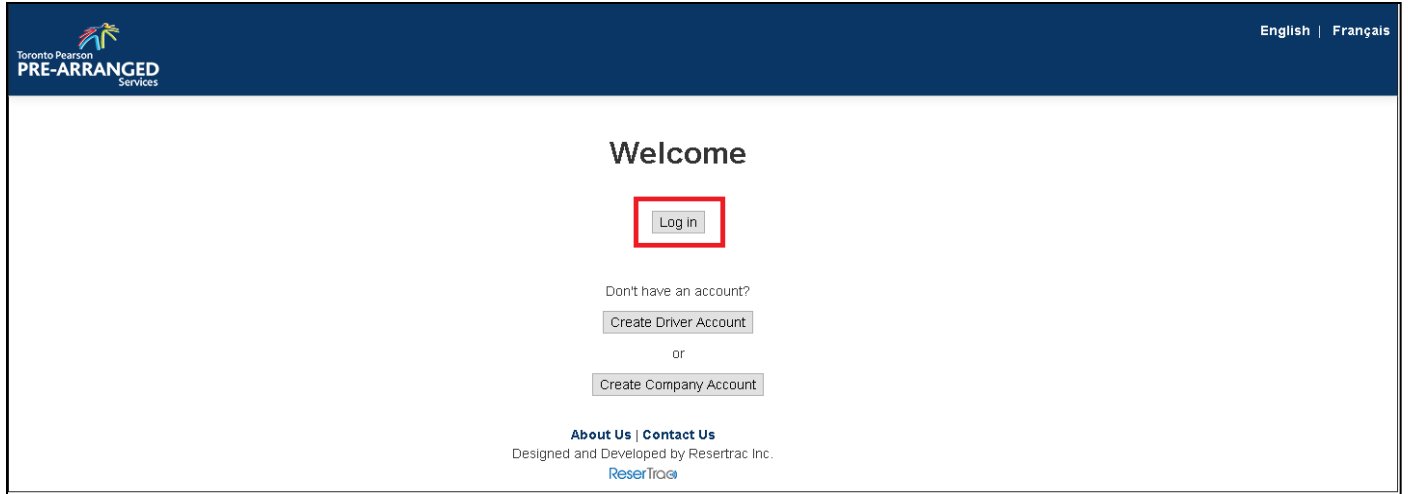 English | Français
Toronto Pearson
PRE-ARRANGED
Services
Welcome
Log in
Don't have an account?
Create Driver Account
or
Create Company Account
About Us | Contact Us
Designed and Developed by Resertrac Inc.
ReserTrac